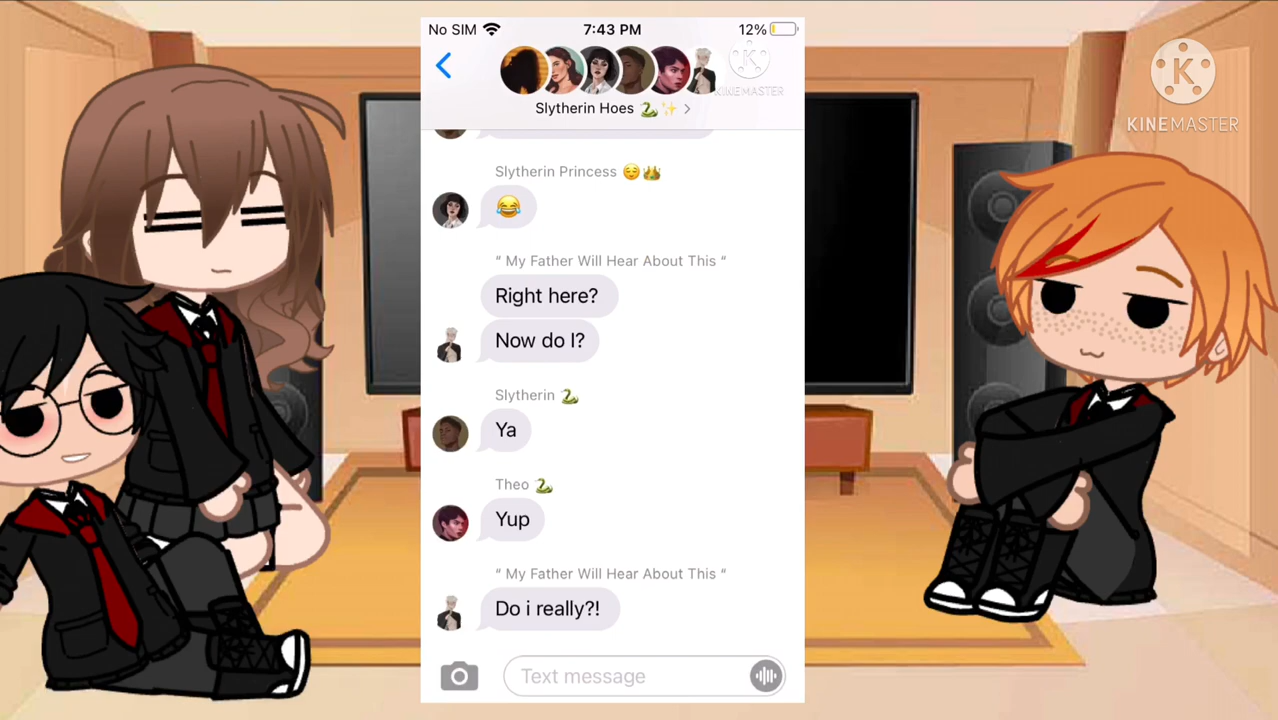 No SIM 7:43 PM 12%
KINEMASTER
KINEMASTER
Slytherin Hoes 🐍✨ >
Slytherin Princess 😌👑
😂
“ My Father Will Hear About This “
Right here?
Now do I?
Slytherin 🐍
Ya
Theo 🐍
Yup
“ My Father Will Hear About This “
Do i really?!
Text message